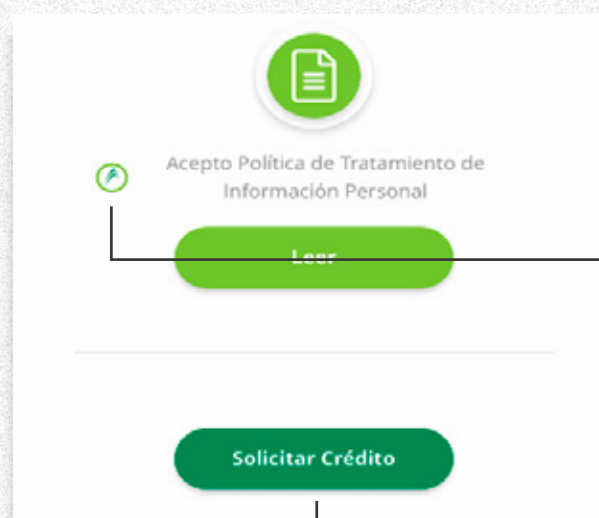 Acepto Política de Tratamiento de
Información Personal
Leer
Solicitar Crédito